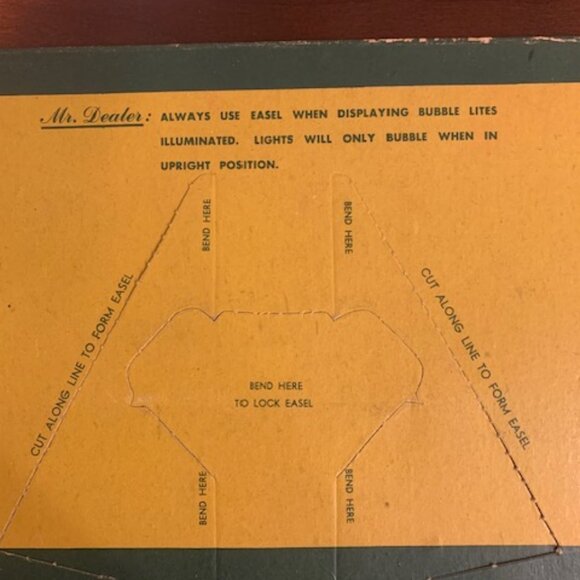 Mr. Dealer: ALWAYS USE EASEL WHEN DISPLAYING BUBBLE LITES
ILLUMINATED. LIGHTS WILL ONLY BUBBLE WHEN IN
UPRIGHT POSITION.
BEND HERE
BEND HERE
CUT ALONG LINE TO FORM EASEL
CUT ALONG LINE TO FORM EASEL
BEND HERE
TO LOCK EASEL
BEND HERE
BEND HERE